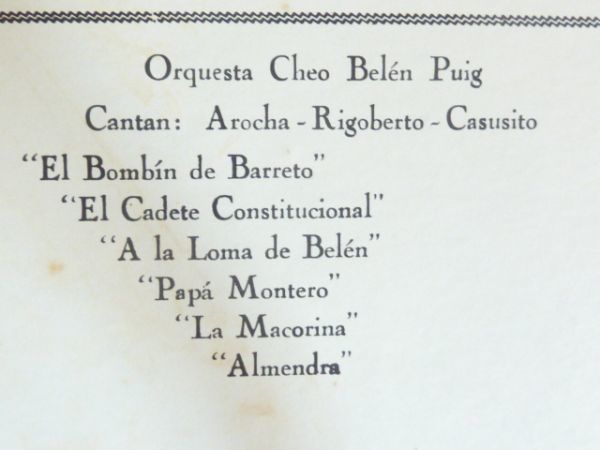 Orquesta Cheo Belén Puig
Cantan: Arocha - Rigoberto - Casusito
"El Bombín de Barreto"
"El Cadete Constitucional"
"A la Loma de Belén"
"Papá Montero"
"La Macorina"
"Almendra"